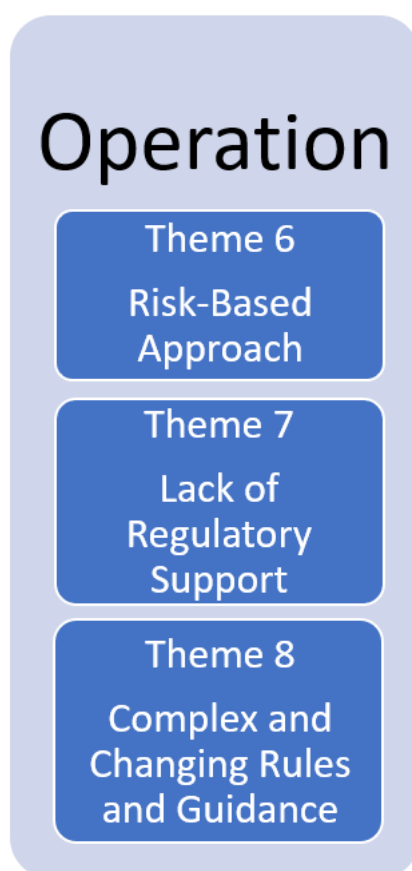 Operation
Theme 6
Risk-Based
Approach
Theme 7
Lack of
Regulatory
Support
Theme 8
Complex and
Changing Rules
and Guidance